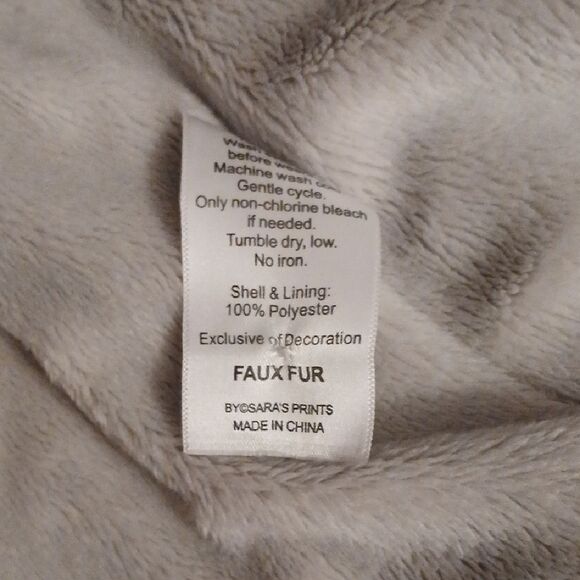 Wash
before
Machine wash
Gentle cycle.
Only non-chlorine bleach
if needed.
Tumble dry, low.
No iron.
Shell & Lining:
100% Polyester
Exclusive of Decoration
FAUX FUR
BY©SARA'S PRINTS
MADE IN CHINA